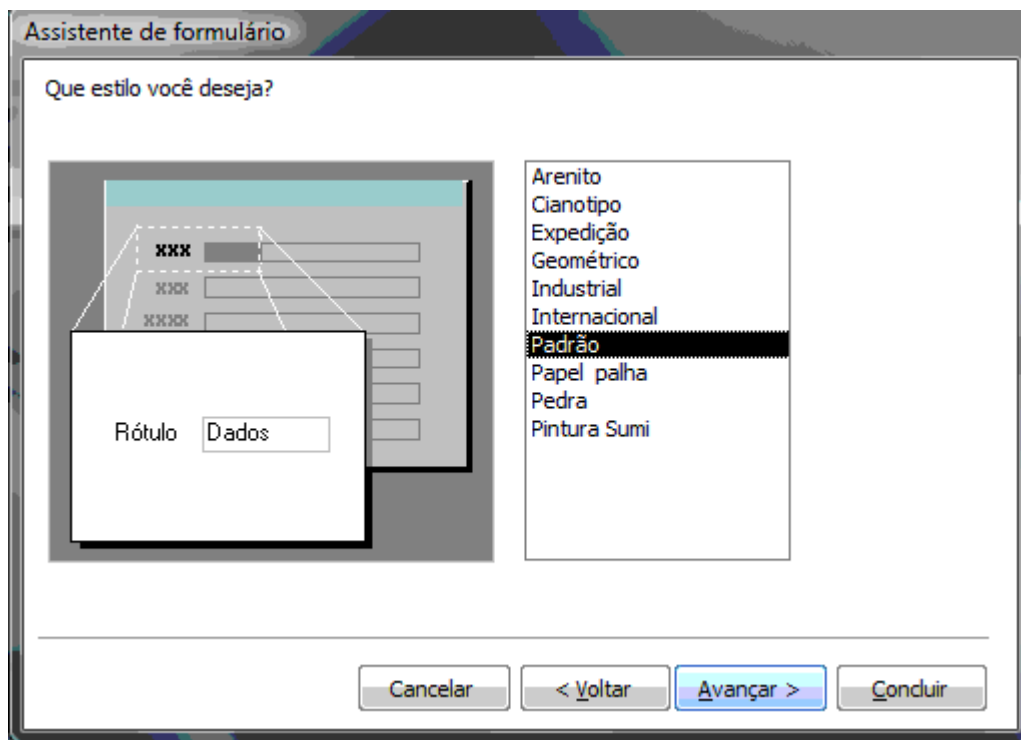 Assistente de formulário
Que estilo você deseja?
xxx
xxx
xxxx
Rótulo Dados
Arenito
Cianotipo
Expedição
Geométrico
Industrial
Internacional
Padrão
Papel palha
Pedra
Pintura Sumi
Cancelar < Voltar Avançar > Concluir